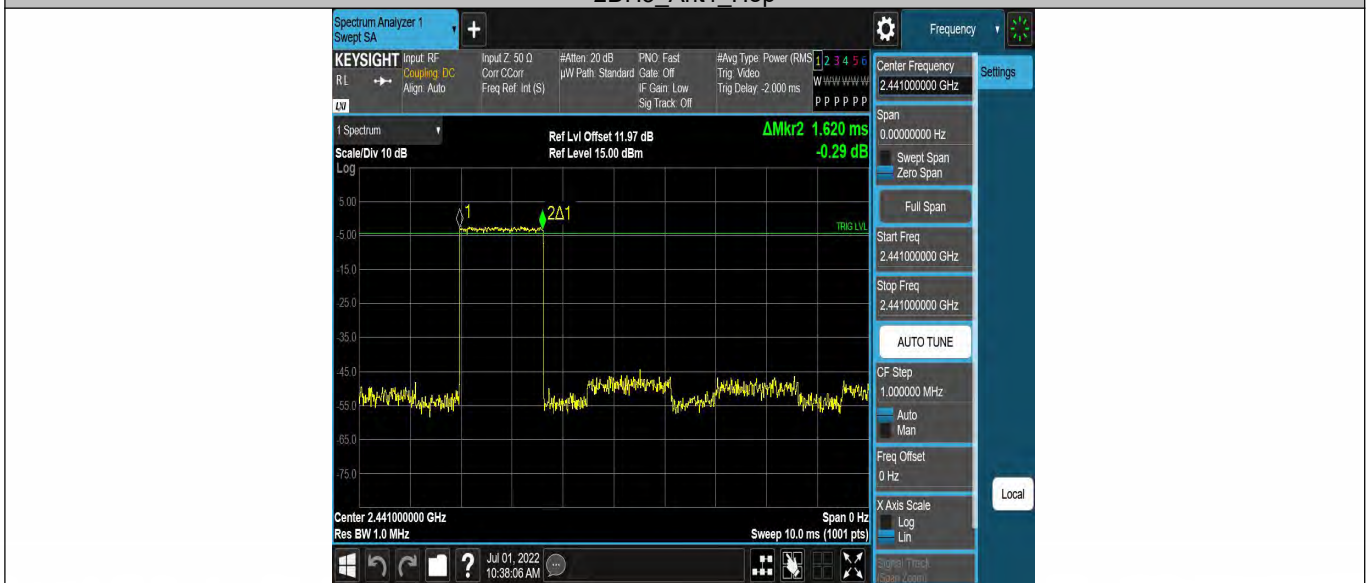 Spectrum Analyzer 1
Swept SA
Frequency
KEYSIGHT
RL
LXI
Input: RF
Coupling: DC
Align: Auto
Input Z: 50 Ω
Corr CCorr
Freq Ref: Int (S)
#Atten: 20 dB
µW Path: Standard
PNO: Fast
Gate: Off
IF Gain: Low
Sig Track: Off
#Avg Type: Power (RMS
Trig: Video
Trig Delay: -2.000 ms
1 2 3 4 5 6
W W W W W W
P P P P P P
1 Spectrum
Scale/Div 10 dB
Log
Ref Lvl Offset 11.97 dB
Ref Level 15.00 dBm
ΔMkr2 1.620 ms
-0.29 dB
5.00
-5.00
-15.0
-25.0
-35.0
-45.0
-55.0
-65.0
-75.0
1
2Δ1
TRIG LVL
Center 2.441000000 GHz
Res BW 1.0 MHz
Span 0 Hz
Sweep 10.0 ms (1001 pts)
Jul 01, 2022
10:38:06 AM
Center Frequency
2.441000000 GHz
Settings
Span
0.00000000 Hz
Swept Span
Zero Span
Full Span
Start Freq
2.441000000 GHz
Stop Freq
2.441000000 GHz
AUTO TUNE
CF Step
1.000000 MHz
Auto
Man
Freq Offset
0 Hz
X Axis Scale
Log
Lin
Local
Signal Track
(Span Zoom)